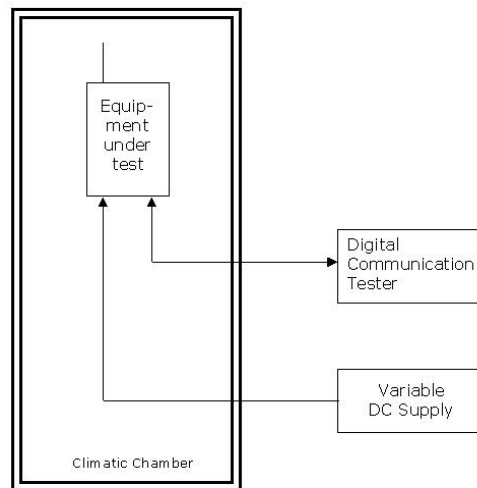 Equip-
ment
under
test
Digital
Communication
Tester
Variable
DC Supply
Climatic Chamber